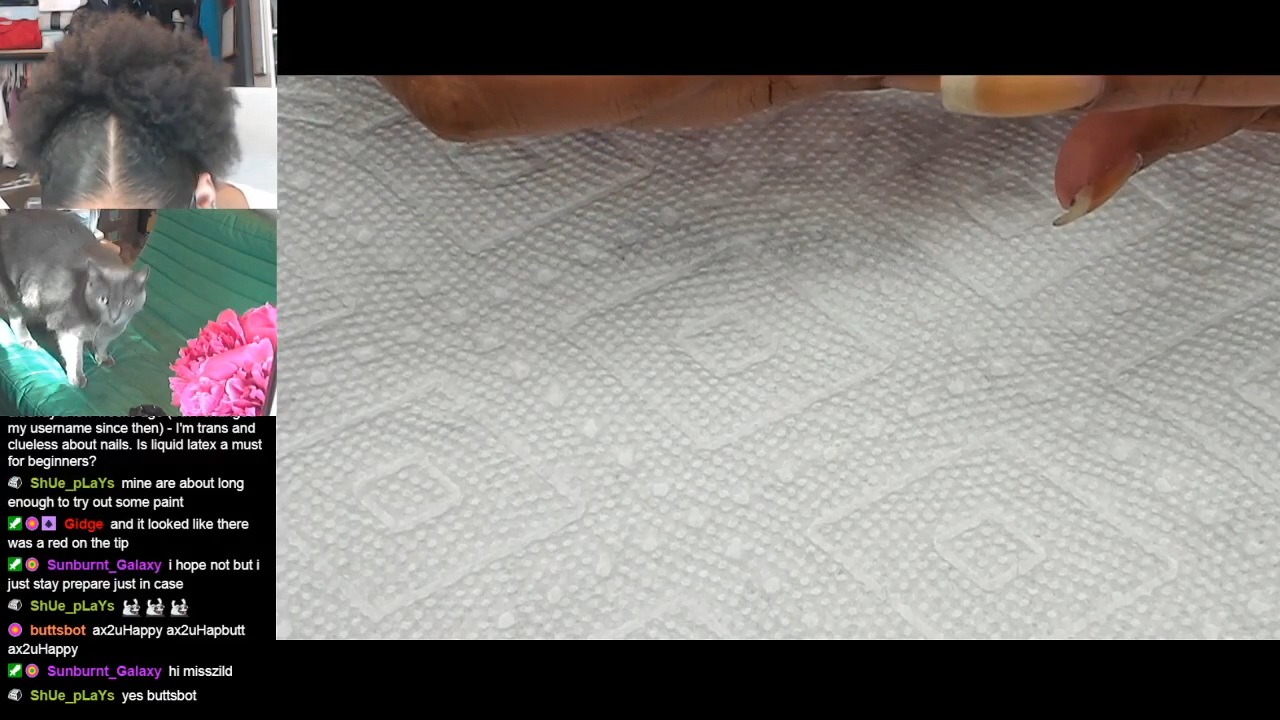 my username since then) - I'm trans and
clueless about nails. Is liquid latex a must
for beginners?
ShUe_pLaYs mine are about long
enough to try out some paint
Gidge and it looked like there
was a red on the tip
Sunburnt_Galaxy i hope not but i
just stay prepare just in case
ShUe_pLaYs
buttsbot ax2uHappy ax2uHapbutt
ax2uHappy
Sunburnt_Galaxy hi misszild
ShUe_pLaYs yes buttsbot